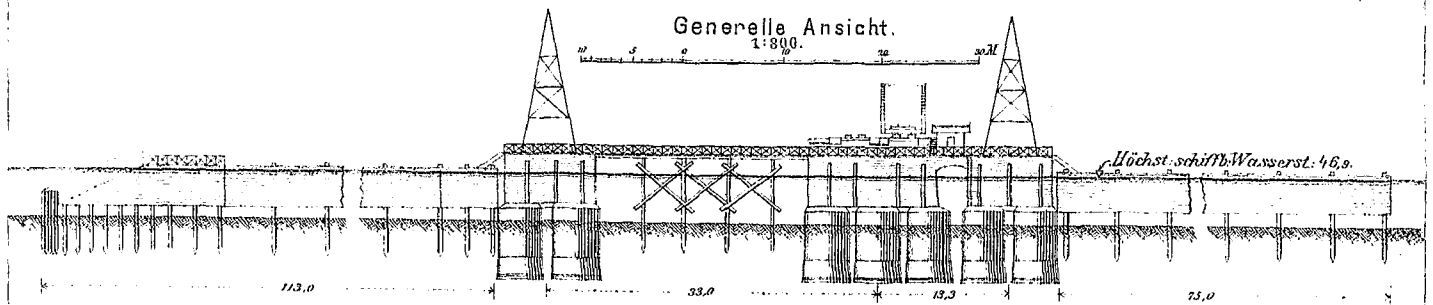 Generelle Ansicht.
1:800.
10 5 0 10 20 30 M
Höchst. schiffb. Wasserst: 46,9.
113,0 33,0 13,3 75,0